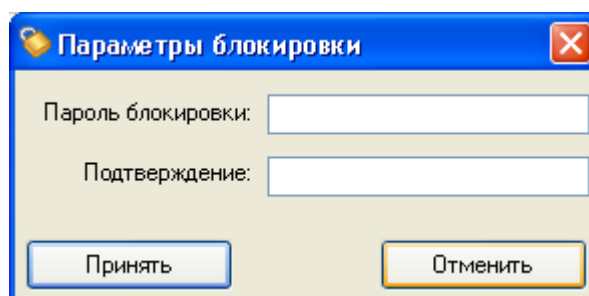 Параметры блокировки
Пароль блокировки:
Подтверждение:
Принять Отменить